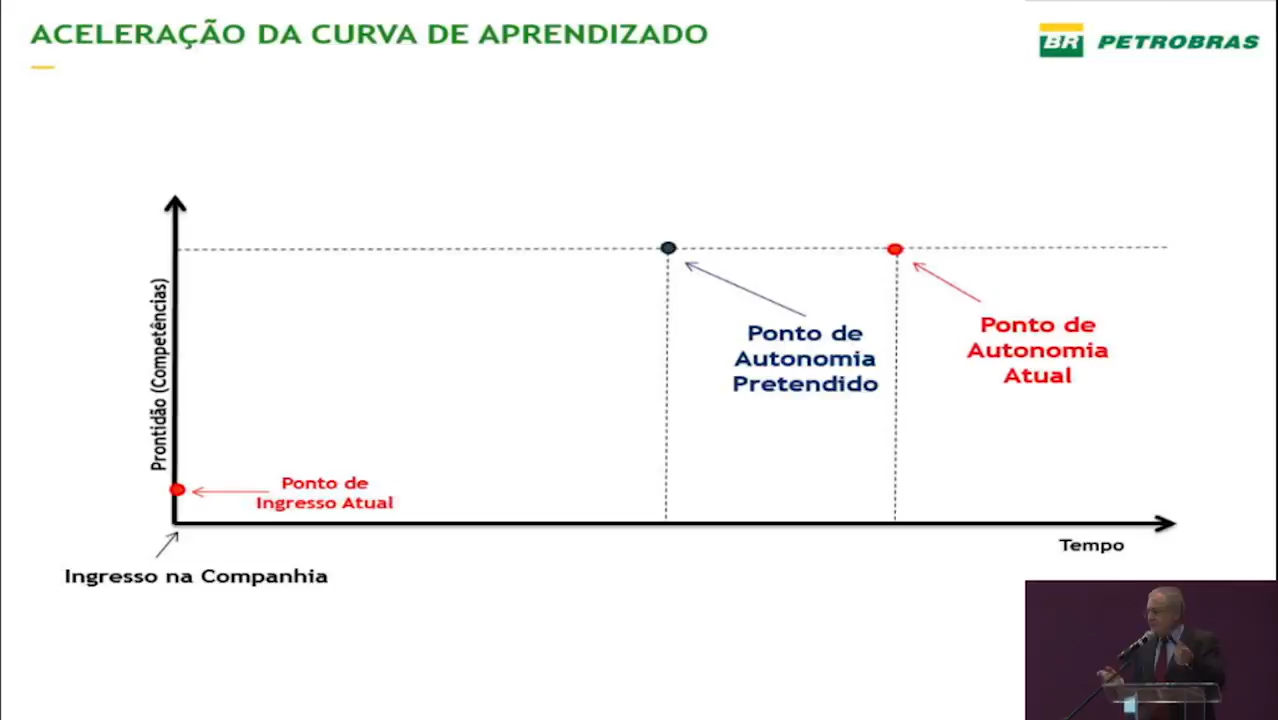 ACELERAÇÃO DA CURVA DE APRENDIZADO
BR PETROBRAS
Prontidão (Competências)
Ponto de
Autonomia
Pretendido
Ponto de
Autonomia
Atual
Ponto de
Ingresso Atual
Tempo
Ingresso na Companhia